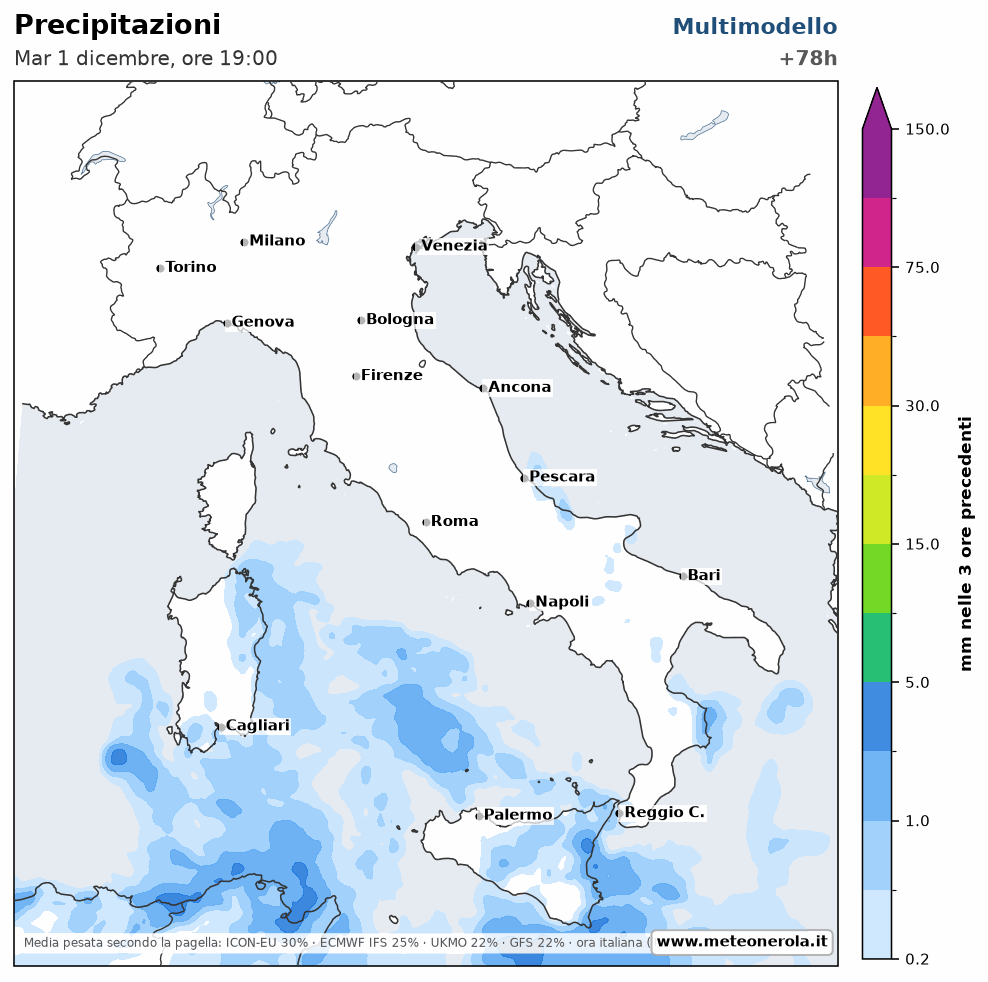 Precipitazioni
Multimodello
Mar 1 dicembre, ore 19:00
+78h
150.0
75.0
30.0
15.0
5.0
1.0
0.2
mm nelle 3 ore precedenti
Milano
Venezia
Torino
Genova
Bologna
Firenze
Ancona
Pescara
Roma
Bari
Napoli
Cagliari
Palermo
Reggio C.
Media pesata secondo la pagella: ICON-EU 30% · ECMWF IFS 25% · UKMO 22% · GFS 22% · ora italiana (
www.meteonerola.it